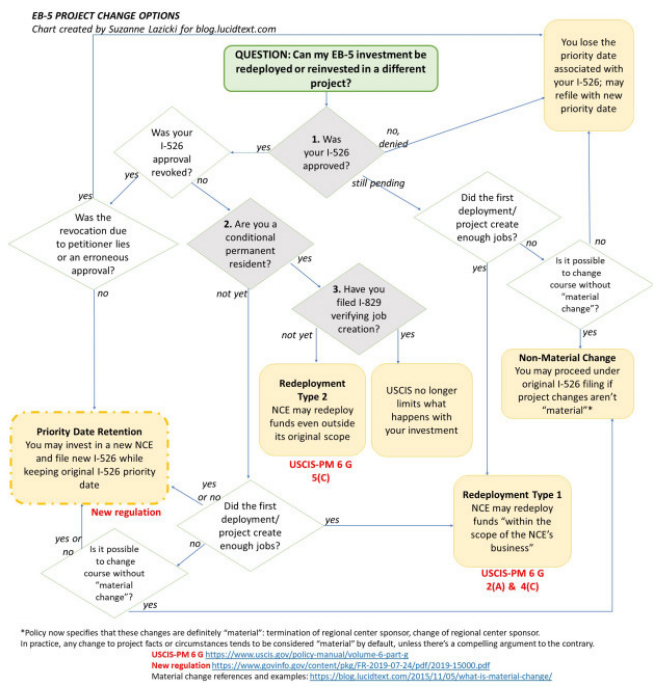 EB-5 PROJECT CHANGE OPTIONS
Chart created by Suzanne Lazicki for blog.lucidtext.com
QUESTION: Can my EB-5 investment be
redeployed or reinvested in a different
project?
You lose the
priority date
associated with
your I-526; may
refile with new
priority date
Was your
I-526
approval
revoked?
yes
1. Was
your I-526
approved?
no,
denied
still pending
yes
no
yes
Was the
revocation due
to petitioner lies
or an erroneous
approval?
no
2. Are you a
conditional
permanent
resident?
yes
not yet
Did the first
deployment/
project create
enough jobs?
no
yes
Is it possible
to change
course without
"material
change"?
no
yes
3. Have you
filed I-829
verifying job
creation?
not yet
yes
Redeployment
Type 2
NCE may redeploy
funds even outside
its original scope
USCIS-PM 6 G
5(C)
USCIS no longer
limits what
happens with
your investment
Non-Material Change
You may proceed under
original I-526 filing if
project changes aren't
"material"*
Priority Date Retention
You may invest in a new NCE
and file new I-526 while
keeping original I-526 priority
date
New regulation
yes
or no
Did the first
deployment/
project create
enough jobs?
yes
no
Redeployment Type 1
NCE may redeploy
funds "within the
scope of the NCE's
business"
USCIS-PM 6 G
2(A) & 4(C)
yes or
no
Is it possible
to change
course without
"material
change"?
yes
*Policy now specifies that these changes are definitely "material": termination of regional center sponsor, change of regional center sponsor.
In practice, any change to project facts or circumstances tends to be considered "material" by default, unless there's a compelling argument to the contrary.
USCIS-PM 6 G https://www.uscis.gov/policy-manual/volume-6-part-g
New regulation https://www.govinfo.gov/content/pkg/FR-2019-07-24/pdf/2019-15000.pdf
Material change references and examples: https://blog.lucidtext.com/2015/11/05/what-is-material-change/